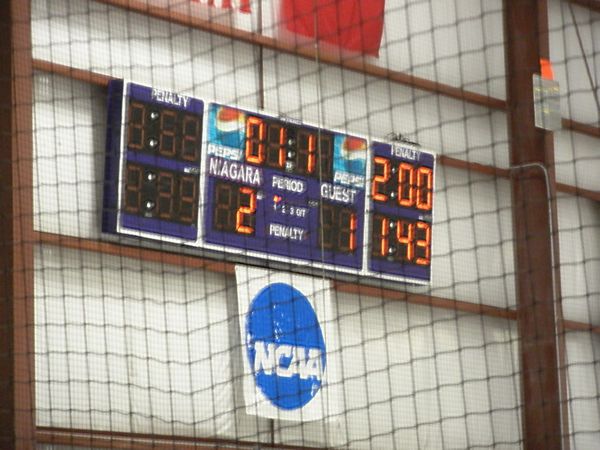 PENALTY
PENALTY
01 1
2:00
PEPSI
PEPSI
NIAGARA PERIOD GUEST
1 2 3 OT
2 PENALTY 1
1:43
NCAA